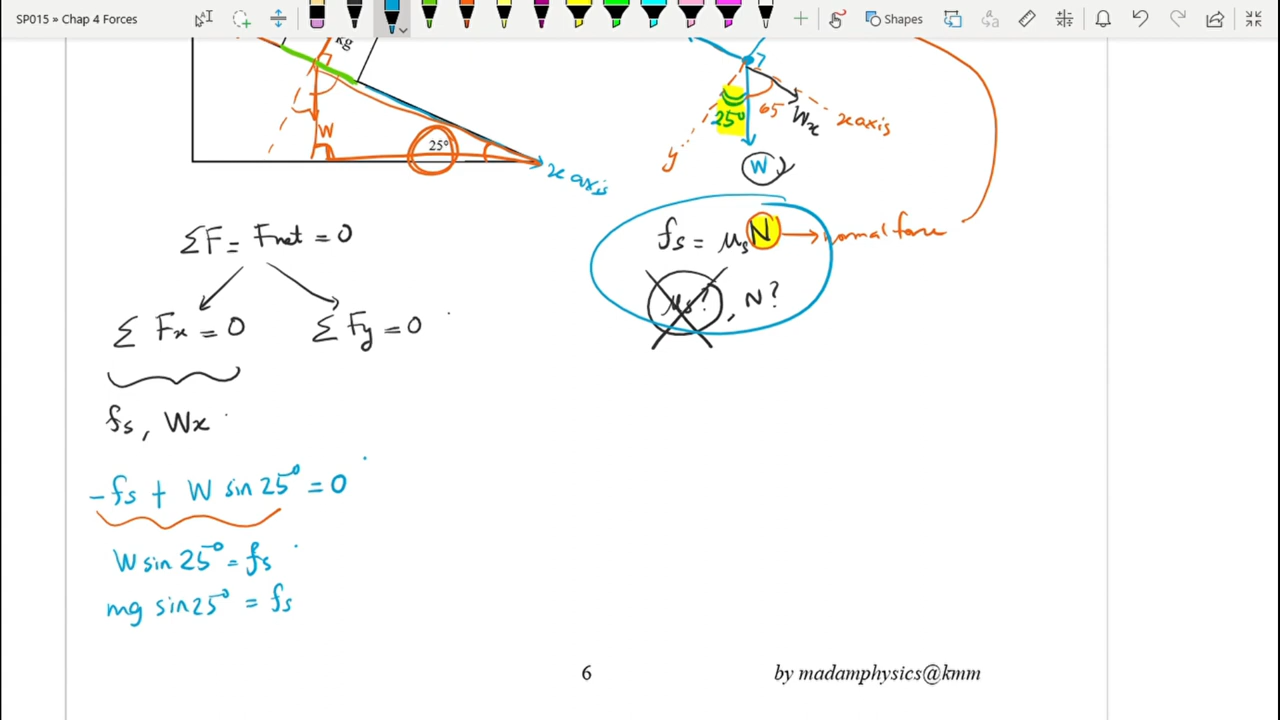 SP015 » Chap 4 Forces
Shapes
kg
W
25°
x axis
25°
65
Wx
x axis
y
W
ΣF = Fnet = 0
fs = μs N → normal force
ΣFx = 0
ΣFy = 0
μs?, N?
fs, Wx
-fs + W sin 25° = 0
W sin 25° = fs
mg sin 25° = fs
6
by madamphysics@kmm